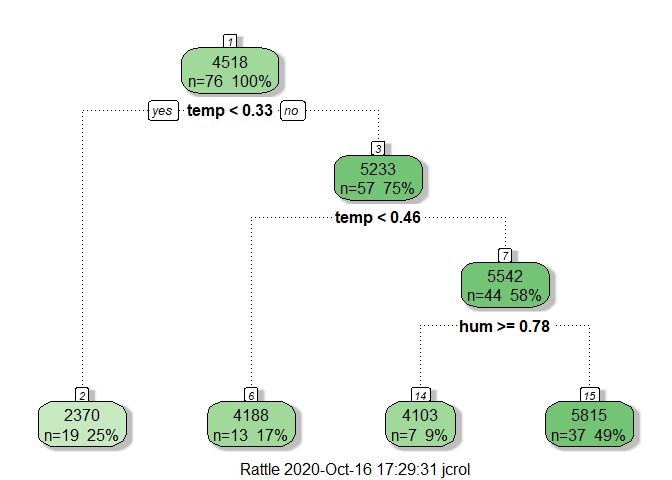 1
4518
n=76 100%
yes temp < 0.33 no
3
5233
n=57 75%
temp < 0.46
7
5542
n=44 58%
hum >= 0.78
2
2370
n=19 25%
6
4188
n=13 17%
14
4103
n=7 9%
15
5815
n=37 49%
Rattle 2020-Oct-16 17:29:31 jcrol